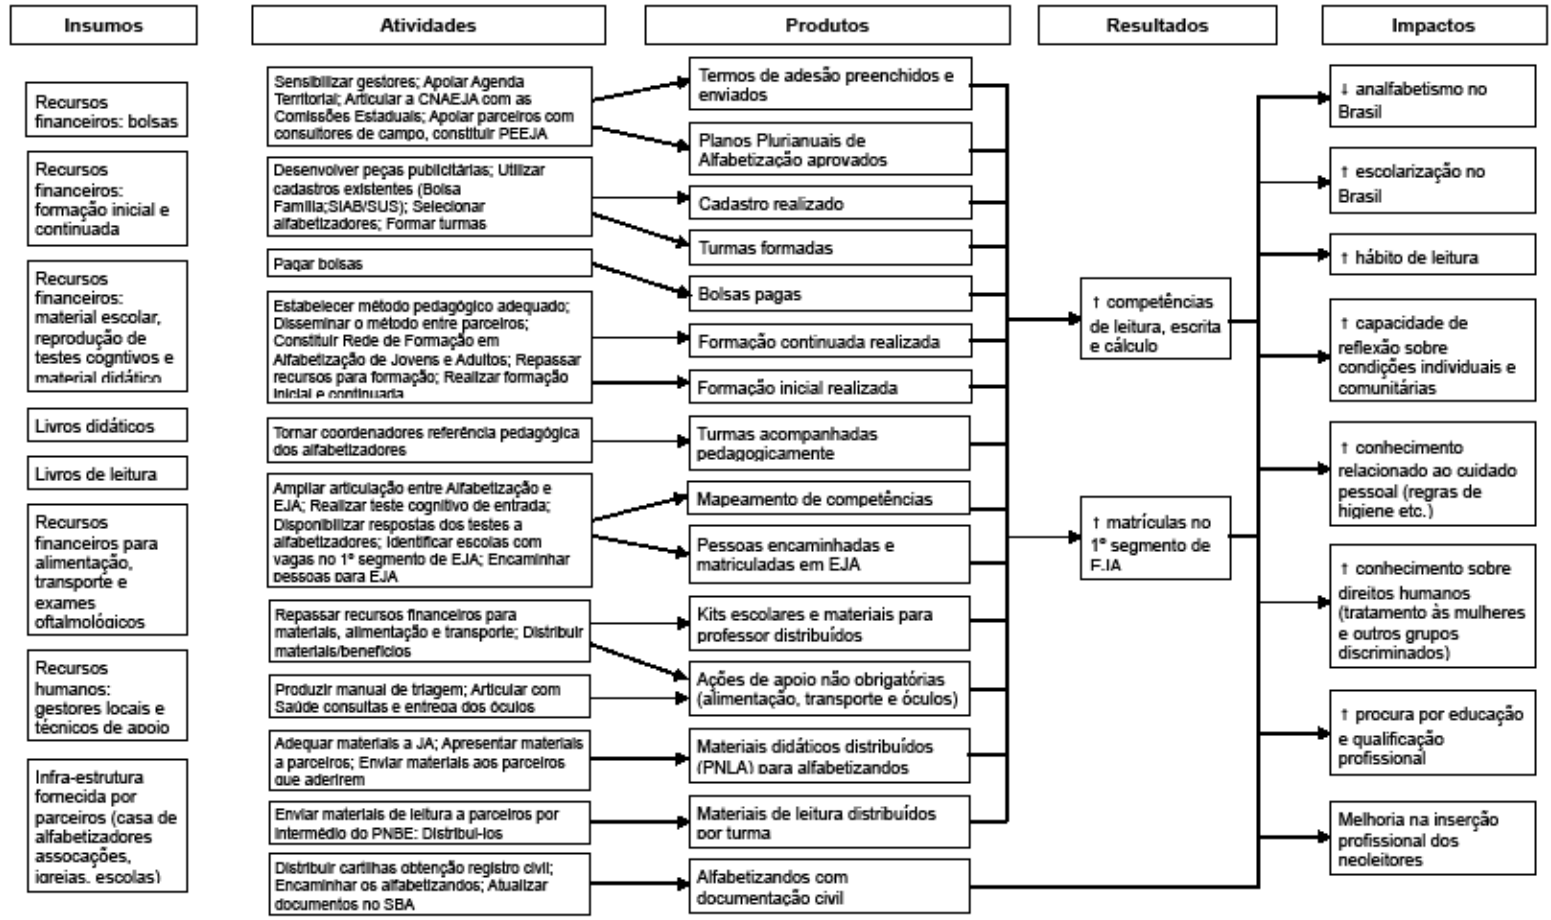 Insumos
Atividades
Produtos
Resultados
Impactos
Recursos
financeiros: bolsas
Recursos
financeiros:
formação inicial e
continuada
Recursos
financeiros:
material escolar,
reprodução de
testes cogntivos e
material didático
Livros didáticos
Livros de leitura
Recursos
financeiros para
alimentação,
transporte e
exames
oftalmológicos
Recursos
humanos:
gestores locais e
técnicos de apoio
Infra-estrutura
fornecida por
parceiros (casa de
alfabetizadores
assocações,
igrejas, escolas)
Sensibilizar gestores; Apoiar Agenda
Territorial; Articular a CNAEJA com as
Comissões Estaduais; Apoiar parceiros com
consultores de campo, constituir PEEJA
Desenvolver peças publicitárias; Utilizar
cadastros existentes (Bolsa
Família;SIAB/SUS); Selecionar
alfabetizadores; Formar turmas
Pagar bolsas
Estabelecer método pedagógico adequado;
Disseminar o método entre parceiros;
Constituir Rede de Formação em
Alfabetização de Jovens e Adultos; Repassar
recursos para formação; Realizar formação
inicial e continuada
Tornar coordenadores referência pedagógica
dos alfabetizadores
Ampliar articulação entre Alfabetização e
EJA; Realizar teste cognitivo de entrada;
Disponibilizar respostas dos testes a
alfabetizadores; Identificar escolas com
vagas no 1º segmento de EJA; Encaminhar
pessoas para EJA
Repassar recursos financeiros para
materiais, alimentação e transporte; Distribuir
materiais/benefícios
Produzir manual de triagem; Articular com
Saúde consultas e entrega dos óculos
Adequar materiais a JA; Apresentar materiais
a parceiros; Enviar materiais aos parceiros
que aderirem
Enviar materiais de leitura a parceiros por
intermédio do PNBE; Distribuí-los
Distribuir cartilhas obtenção registro civil;
Encaminhar os alfabetizandos; Atualizar
documentos no SBA
Termos de adesão preenchidos e
enviados
Planos Plurianuais de
Alfabetização aprovados
Cadastro realizado
Turmas formadas
Bolsas pagas
Formação continuada realizada
Formação inicial realizada
Turmas acompanhadas
pedagogicamente
Mapeamento de competências
Pessoas encaminhadas e
matriculadas em EJA
Kits escolares e materiais para
professor distribuídos
Ações de apoio não obrigatórias
(alimentação, transporte e óculos)
Materiais didáticos distribuídos
(PNLA) para alfabetizandos
Materiais de leitura distribuídos
por turma
Alfabetizandos com
documentação civil
↑ competências
de leitura, escrita
e cálculo
↑ matrículas no
1º segmento de
EJA
↓ analfabetismo no
Brasil
↑ escolarização no
Brasil
↑ hábito de leitura
↑ capacidade de
reflexão sobre
condições individuais e
comunitárias
↑ conhecimento
relacionado ao cuidado
pessoal (regras de
higiene etc.)
↑ conhecimento sobre
direitos humanos
(tratamento às mulheres
e outros grupos
discriminados)
↑ procura por educação
e qualificação
profissional
Melhoria na inserção
profissional dos
neoleitores